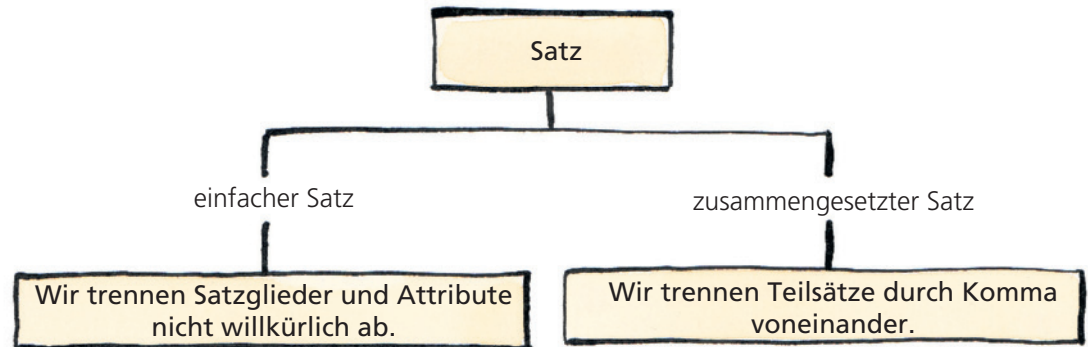 Satz
einfacher Satz
zusammengesetzter Satz
Wir trennen Satzglieder und Attribute
nicht willkürlich ab.
Wir trennen Teilsätze durch Komma
voneinander.